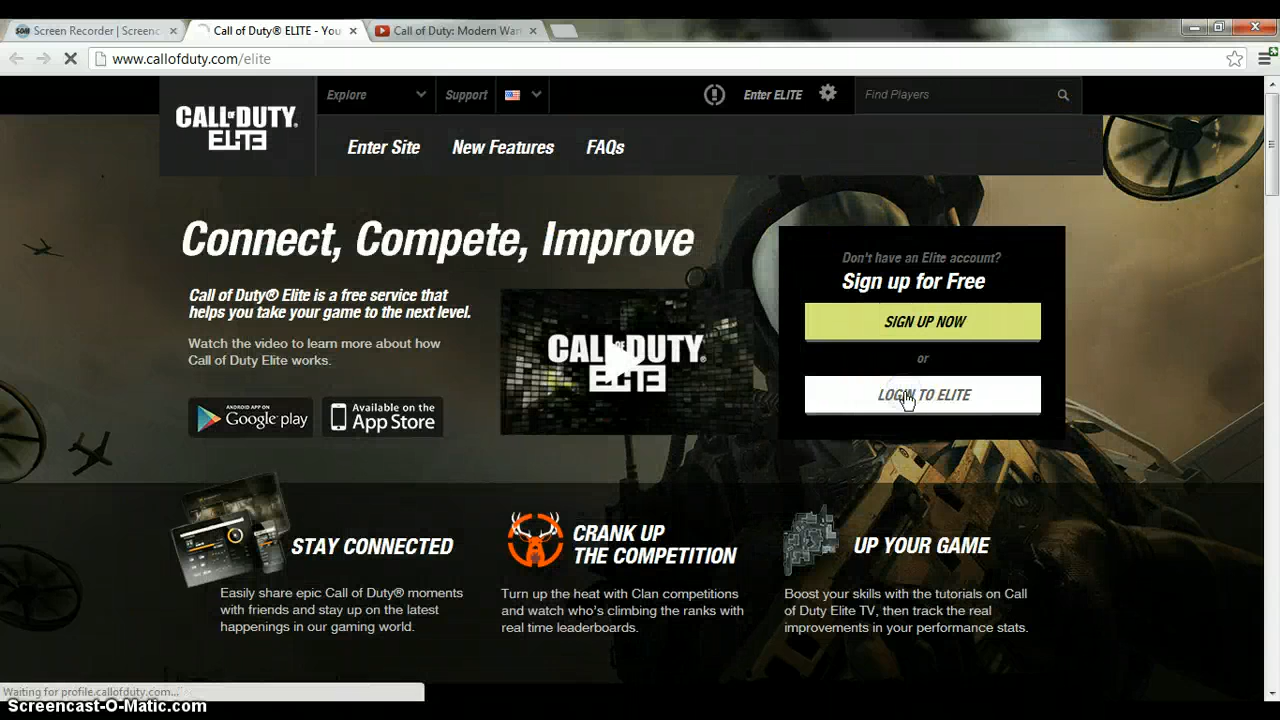 Screen Recorder | Screenc
Call of Duty® ELITE - You
Call of Duty: Modern War
www.callofduty.com/elite
CALL OF DUTY®
ELITE
Explore
Support
Enter ELITE
Find Players
Enter Site
New Features
FAQs
Connect, Compete, Improve
Call of Duty® Elite is a free service that
helps you take your game to the next level.
Watch the video to learn more about how
Call of Duty Elite works.
ANDROID APP ON
Google play
Available on the
App Store
CALL OF DUTY®
ELITE
Don't have an Elite account?
Sign up for Free
SIGN UP NOW
or
LOGIN TO ELITE
STAY CONNECTED
Easily share epic Call of Duty® moments
with friends and stay up on the latest
happenings in our gaming world.
CRANK UP
THE COMPETITION
Turn up the heat with Clan competitions
and watch who's climbing the ranks with
real time leaderboards.
UP YOUR GAME
Boost your skills with the tutorials on Call
of Duty Elite TV, then track the real
improvements in your performance stats.
Waiting for profile.callofduty.com...
Screencast-O-Matic.com